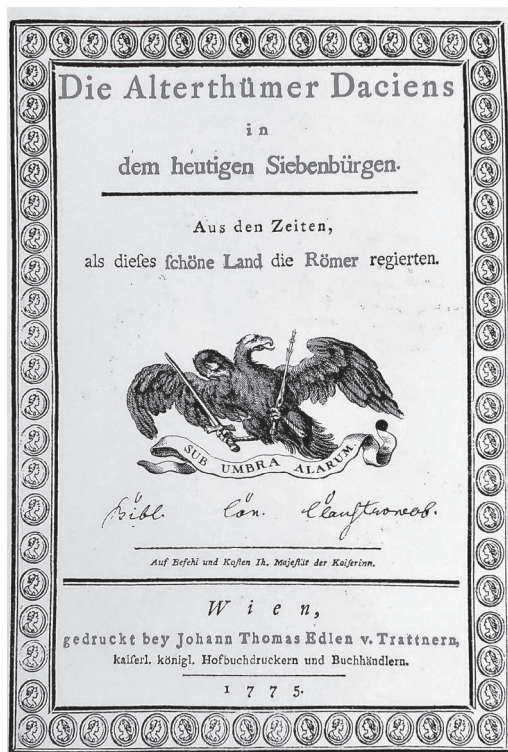 Die Alterthümer Daciens
in
dem heutigen Siebenbürgen.
Aus den Zeiten,
als dieſes ſchöne Land die Römer regierten.
SUB UMBRA ALARUM.
Bibl. Can. Clauſtroneob.
Auf Befehl und Koſten Ih. Majeſtät der Kaiſerinn.
Wien,
gedruckt bey Johann Thomas Edlen v. Trattnern,
kaiſerl. königl. Hofbuchdruckern und Buchhändlern.
1775.